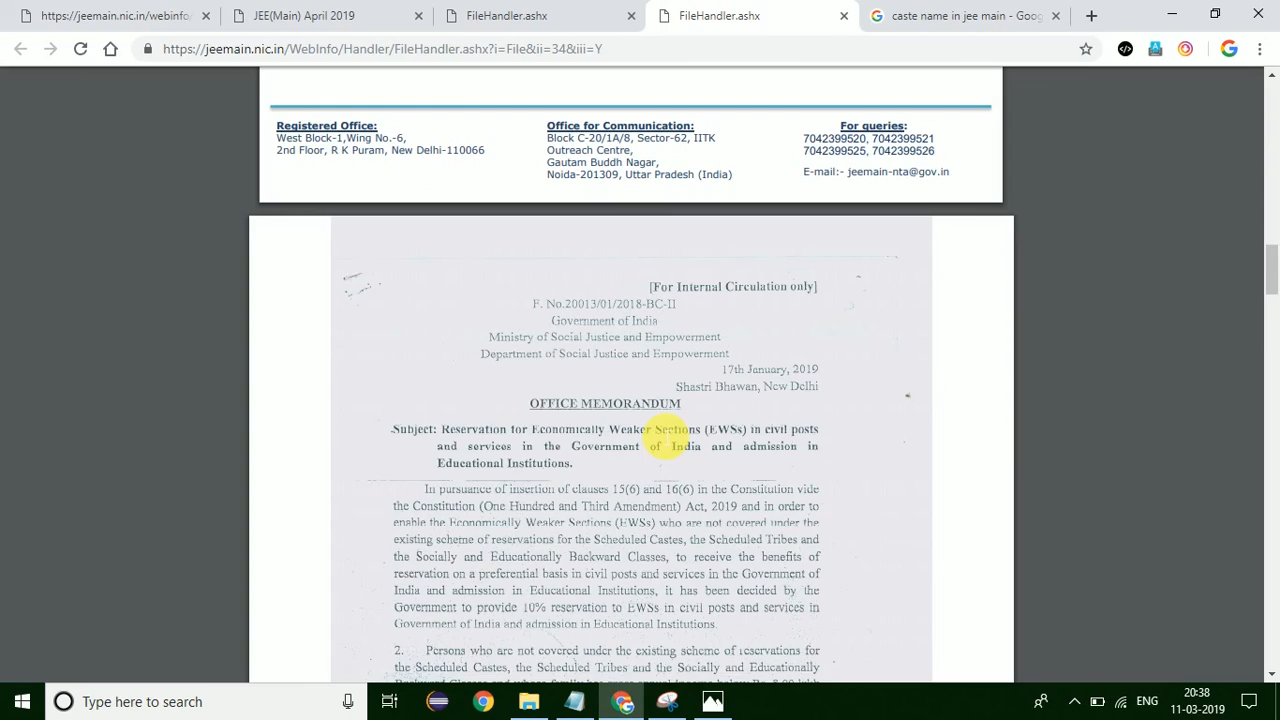 https://jeemain.nic.in/webinfo/
JEE(Main) April 2019
FileHandler.ashx
FileHandler.ashx
caste name in jee main - Goog
https://jeemain.nic.in/WebInfo/Handler/FileHandler.ashx?i=File&ii=34&iii=Y
Registered Office:
West Block-1,Wing No.-6,
2nd Floor, R K Puram, New Delhi-110066
Office for Communication:
Block C-20/1A/8, Sector-62, IITK
Outreach Centre,
Gautam Buddh Nagar,
Noida-201309, Uttar Pradesh (India)
For queries:
7042399520, 7042399521
7042399525, 7042399526
E-mail:- jeemain-nta@gov.in
[For Internal Circulation only]
F. No.20013/01/2018-BC-II
Government of India
Ministry of Social Justice and Empowerment
Department of Social Justice and Empowerment
17th January, 2019
Shastri Bhawan, New Delhi
OFFICE MEMORANDUM
Subject: Reservation for Economically Weaker Sections (EWSs) in civil posts
and services in the Government of India and admission in
Educational Institutions.
In pursuance of insertion of clauses 15(6) and 16(6) in the Constitution vide
the Constitution (One Hundred and Third Amendment) Act, 2019 and in order to
enable the Economically Weaker Sections (EWSs) who are not covered under the
existing scheme of reservations for the Scheduled Castes, the Scheduled Tribes and
the Socially and Educationally Backward Classes, to receive the benefits of
reservation on a preferential basis in civil posts and services in the Government of
India and admission in Educational Institutions, it has been decided by the
Government to provide 10% reservation to EWSs in civil posts and services in
Government of India and admission in Educational Institutions.
2. Persons who are not covered under the existing scheme of reservations for
the Scheduled Castes, the Scheduled Tribes and the Socially and Educationally
Backward Classes and whose family has gross annual income below Rs. 8.00 lakh
Type here to search
ENG
20:38
11-03-2019